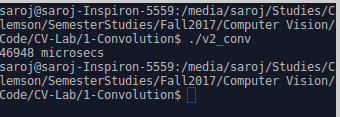 saroj@saroj-Inspiron-5559:/media/saroj/Studies/C
lemson/SemesterStudies/Fall2017/Computer Vision/
Code/CV-Lab/1-Convolution$ ./v2_conv
46948 microsecs
saroj@saroj-Inspiron-5559:/media/saroj/Studies/C
lemson/SemesterStudies/Fall2017/Computer Vision/
Code/CV-Lab/1-Convolution$